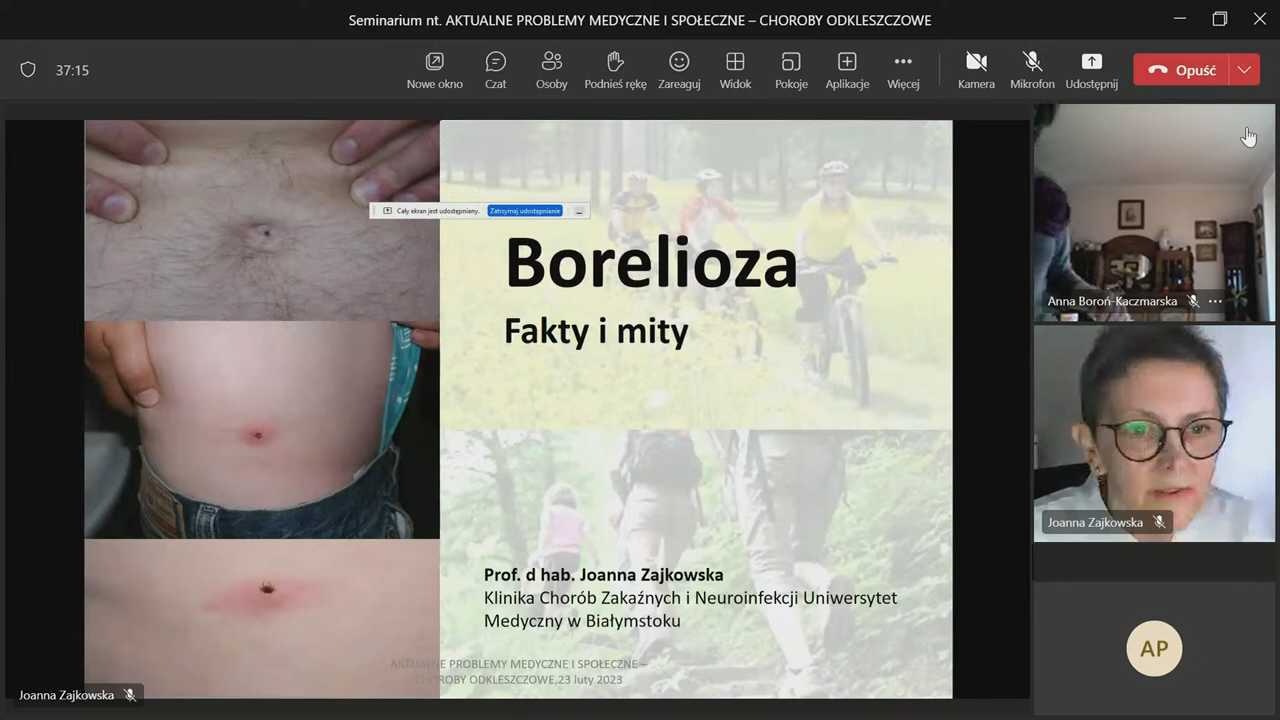 Seminarium nt. AKTUALNE PROBLEMY MEDYCZNE I SPOŁECZNE – CHOROBY ODKLESZCZOWE
37:15
Nowe okno
Czat
Osoby
Podnieś rękę
Zareaguj
Widok
Pokoje
Aplikacje
Więcej
Kamera
Mikrofon
Udostępnij
Opuść
Cały ekran jest udostępniany.
Zatrzymaj udostępnianie
Borelioza
Fakty i mity
Prof. d hab. Joanna Zajkowska
Klinika Chorób Zakaźnych i Neuroinfekcji Uniwersytet
Medyczny w Białymstoku
AKTUALNE PROBLEMY MEDYCZNE I SPOŁECZNE –
CHOROBY ODKLESZCZOWE,23 luty 2023
Joanna Zajkowska
Anna Boroń-Kaczmarska
Joanna Zajkowska
AP